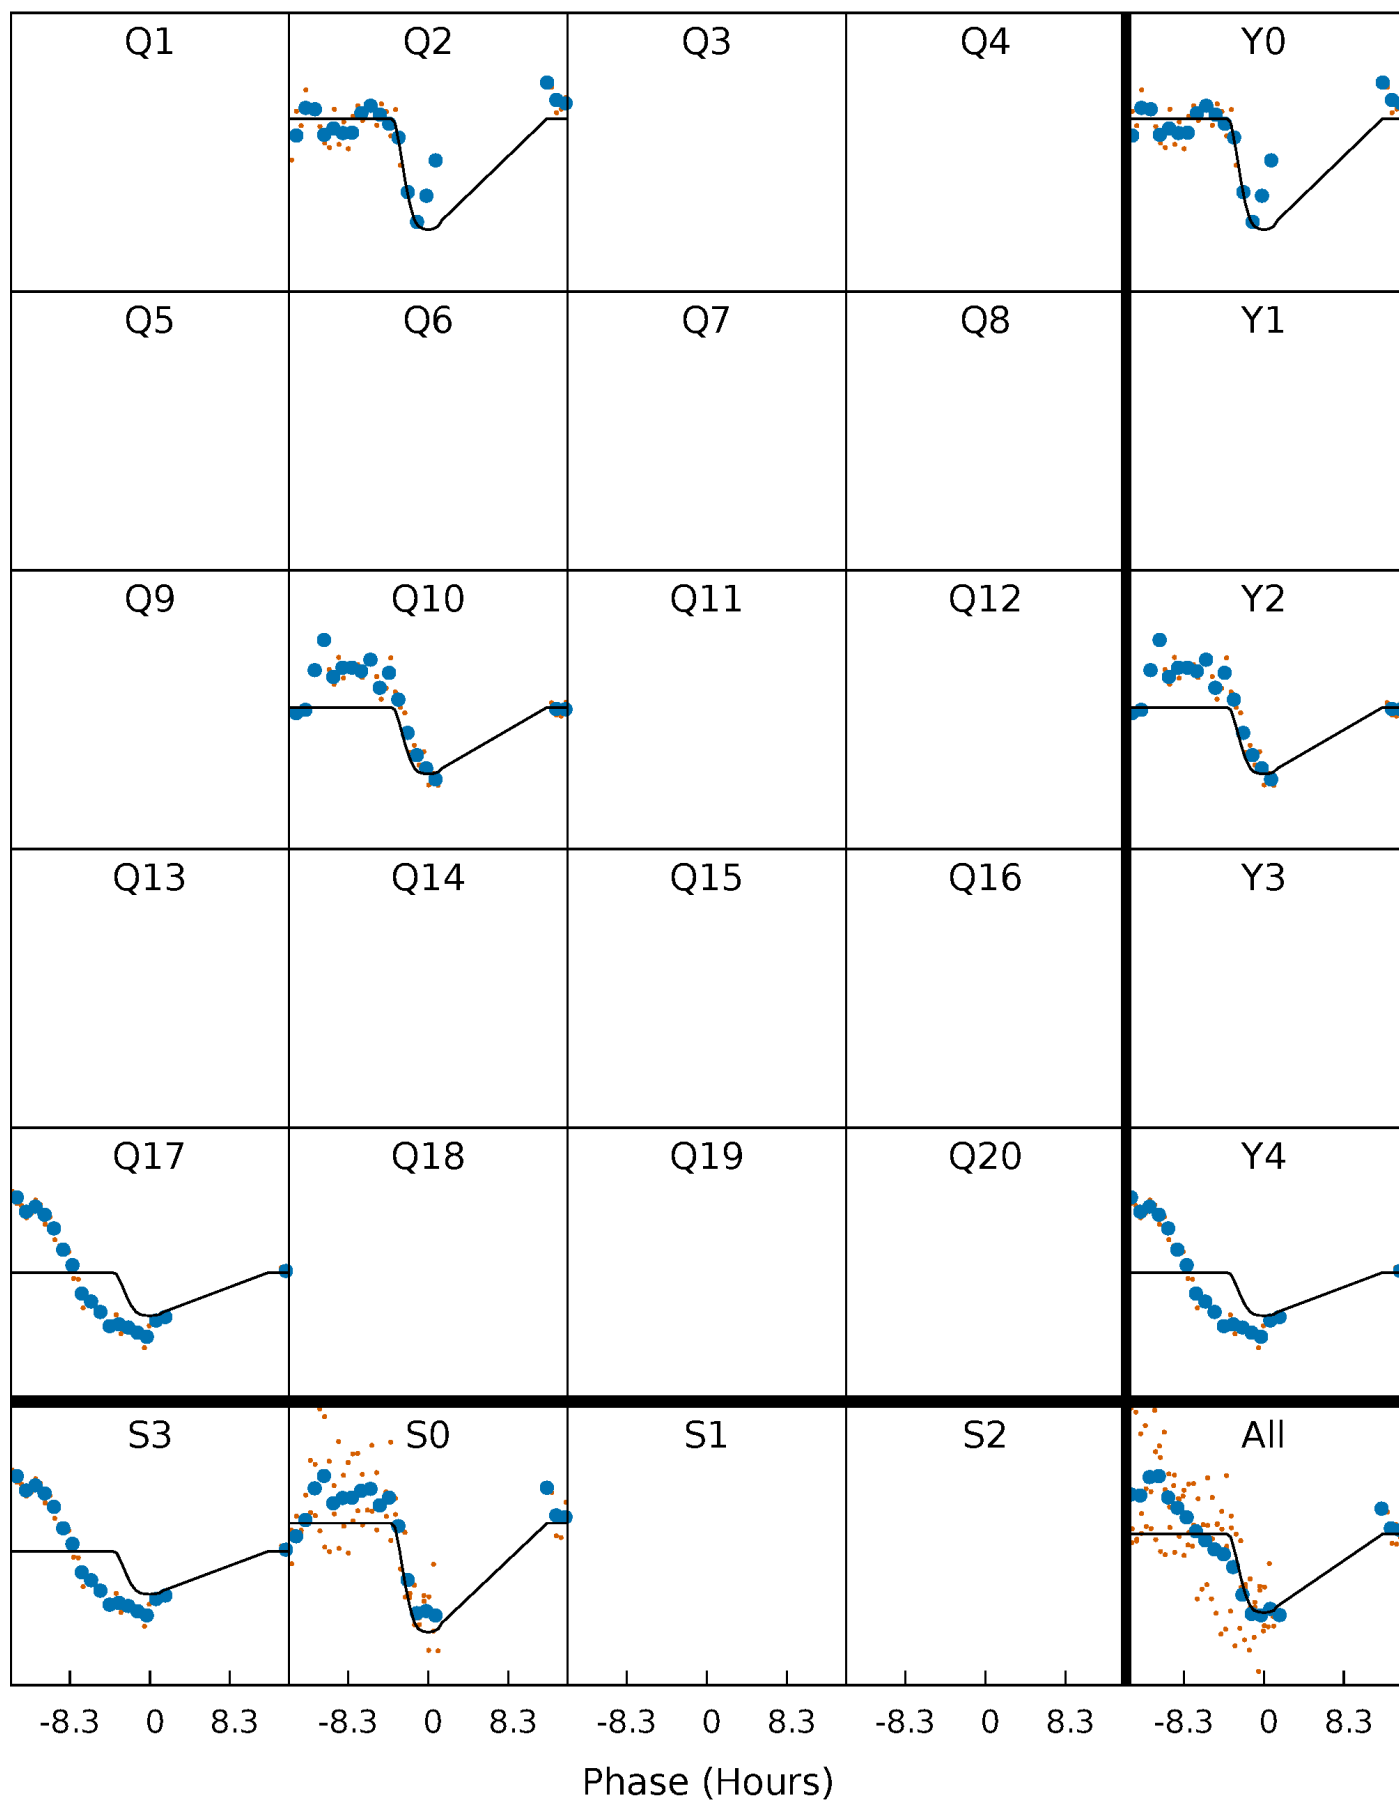 Q1 Q2 Q3 Q4 Y0
Q5 Q6 Q7 Q8 Y1
Q9 Q10 Q11 Q12 Y2
Q13 Q14 Q15 Q16 Y3
Q17 Q18 Q19 Q20 Y4
S3 S0 S1 S2 All
-8.3 0 8.3 -8.3 0 8.3 -8.3 0 8.3 -8.3 0 8.3 -8.3 0 8.3
Phase (Hours)